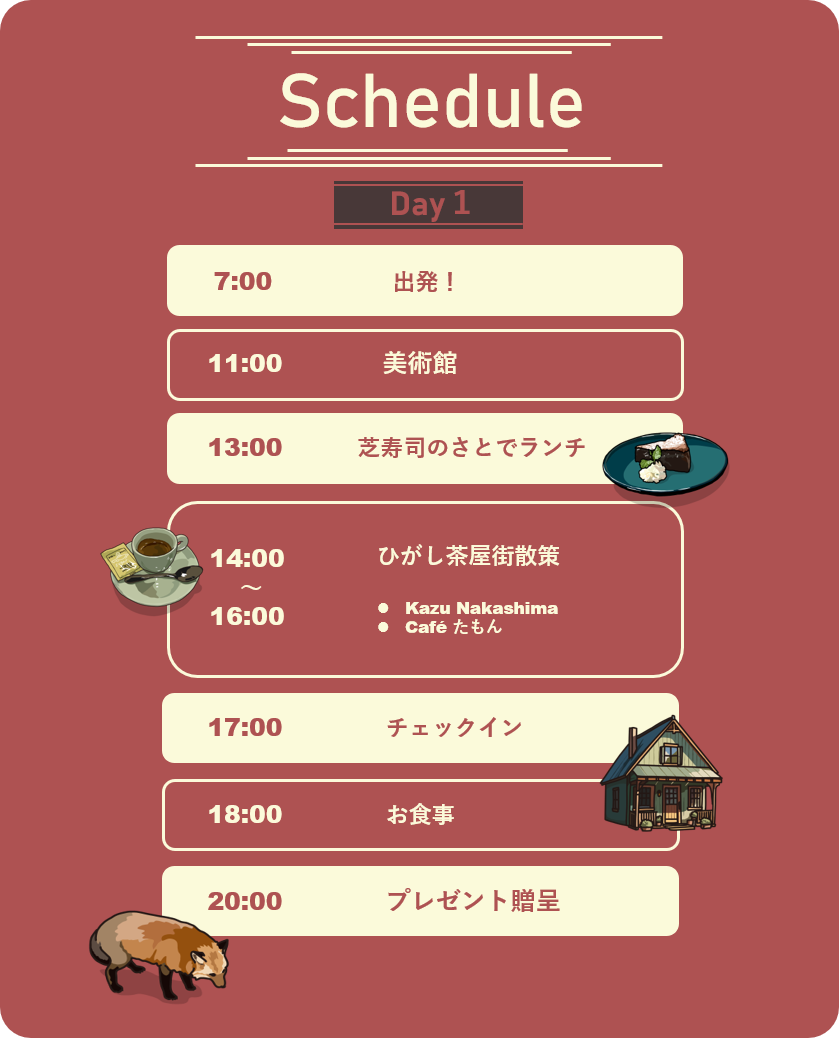 Schedule
Day 1
7:00 出発！
11:00 美術館
13:00 芝寿司のさとでランチ
14:00
～
16:00
ひがし茶屋街散策
● Kazu Nakashima
● Café たもん
17:00 チェックイン
18:00 お食事
20:00 プレゼント贈呈